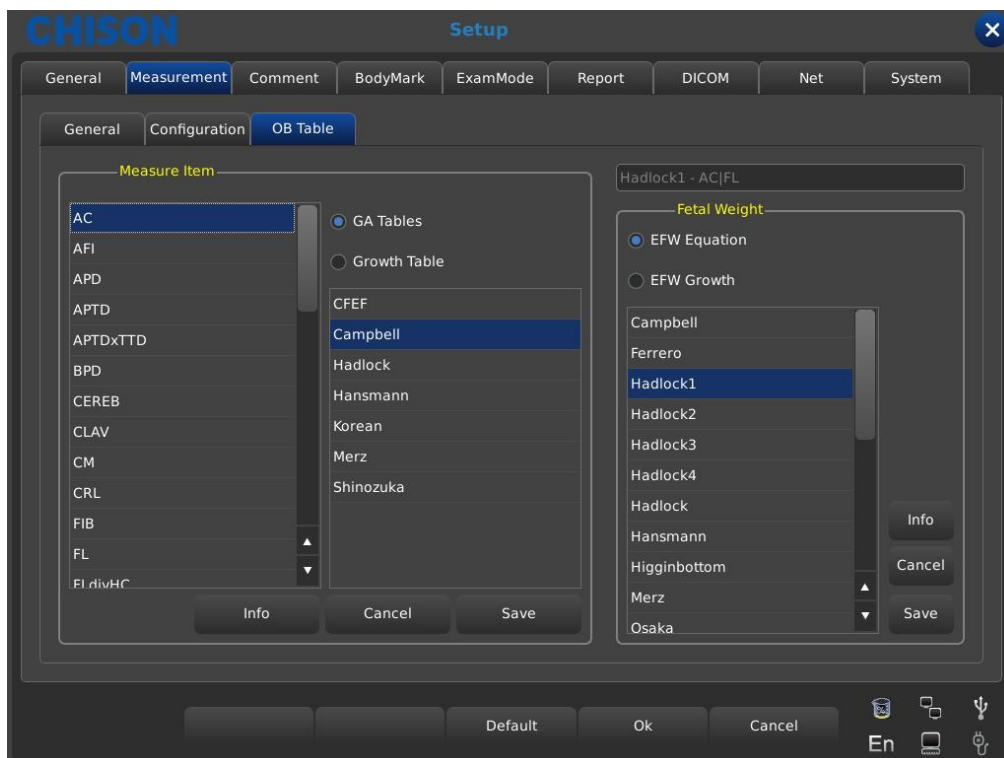 CHISON
Setup
General Measurement Comment BodyMark ExamMode Report DICOM Net System
General Configuration OB Table
Measure Item
AC
AFI
APD
APTD
APTDxTTD
BPD
CEREB
CLAV
CM
CRL
FIB
FL
FLdivHC
GA Tables
Growth Table
CFEF
Campbell
Hadlock
Hansmann
Korean
Merz
Shinozuka
Info Cancel Save
Hadlock1 - AC|FL
Fetal Weight
EFW Equation
EFW Growth
Campbell
Ferrero
Hadlock1
Hadlock2
Hadlock3
Hadlock4
Hadlock
Hansmann
Higginbottom
Merz
Osaka
Info
Cancel
Save
Default Ok Cancel
En